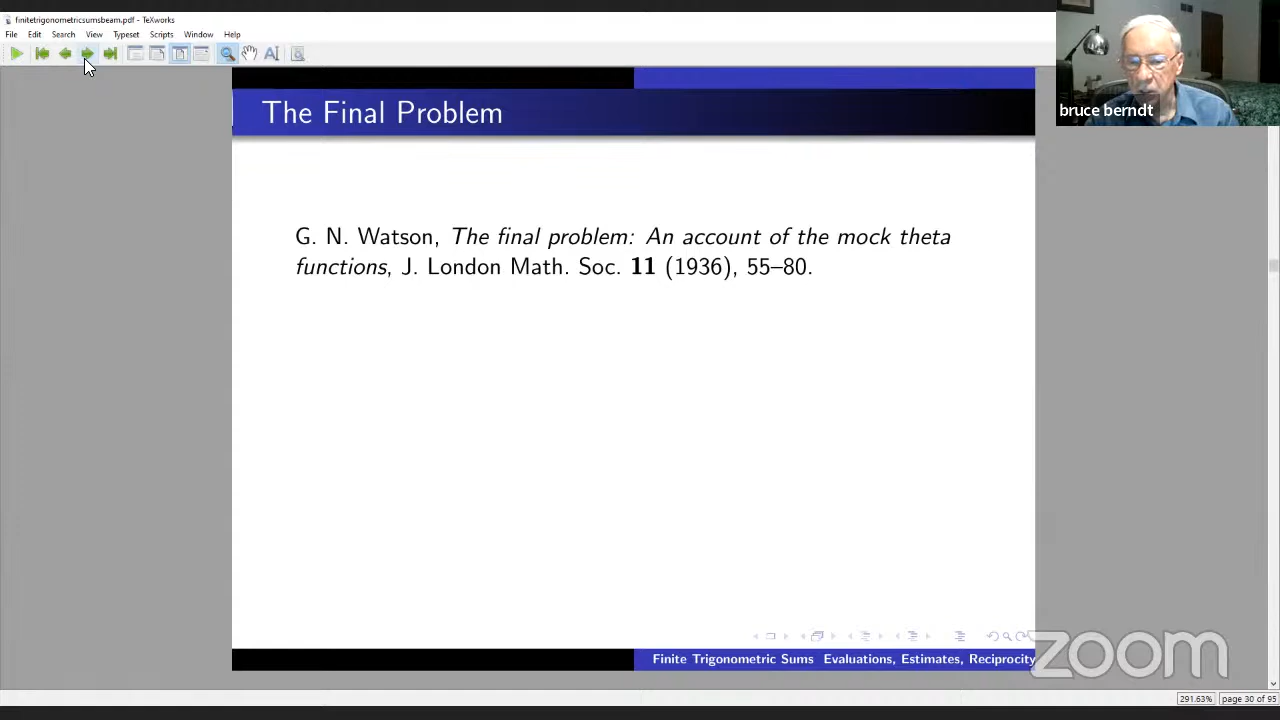 finitetrigonometricsumsbeam.pdf - TeXworks
File Edit Search View Typeset Scripts Window Help
bruce berndt
The Final Problem
G. N. Watson, The final problem: An account of the mock theta
functions, J. London Math. Soc. 11 (1936), 55–80.
Finite Trigonometric Sums Evaluations, Estimates, Reciprocity
zoom
291.63% page 30 of 95